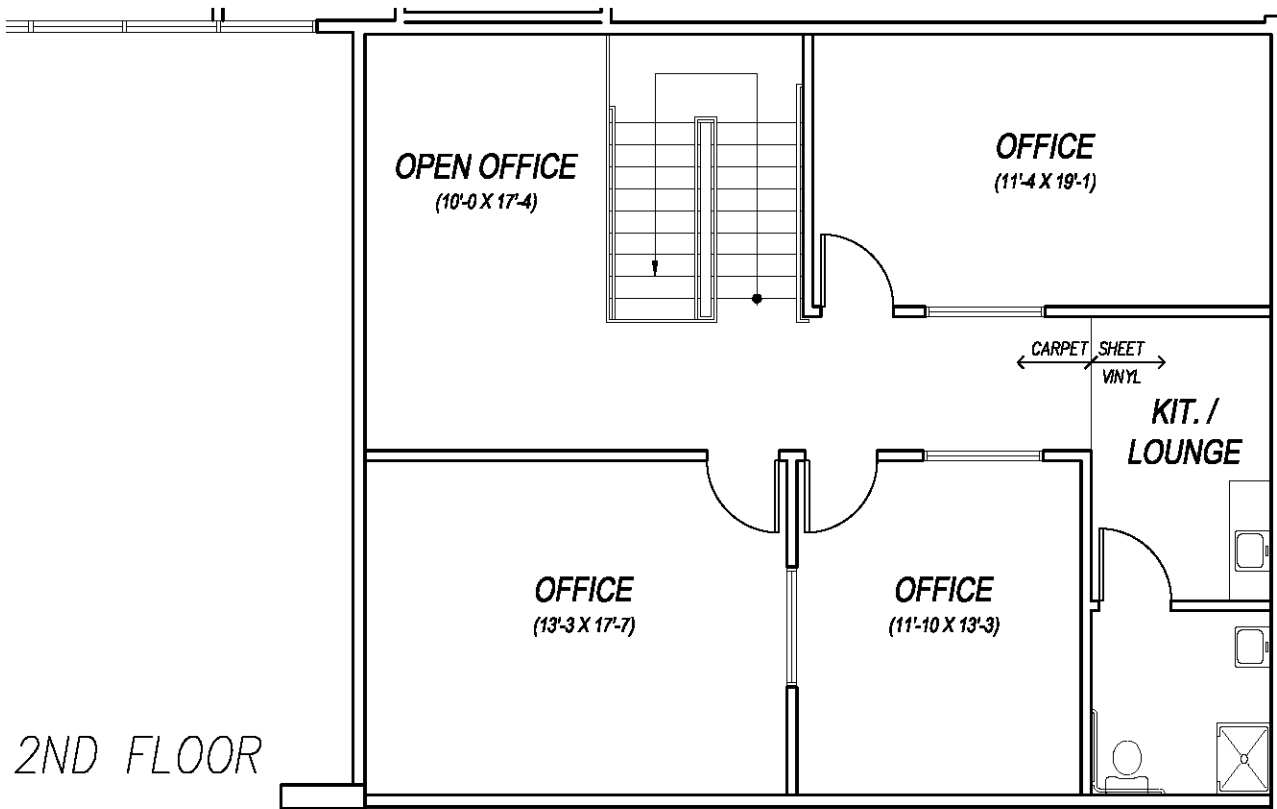 OPEN OFFICE
(10'-0 X 17'-4)
OFFICE
(11'-4 X 19'-1)
CARPET SHEET
VINYL
KIT. /
LOUNGE
OFFICE
(13'-3 X 17'-7)
OFFICE
(11'-10 X 13'-3)
2ND FLOOR